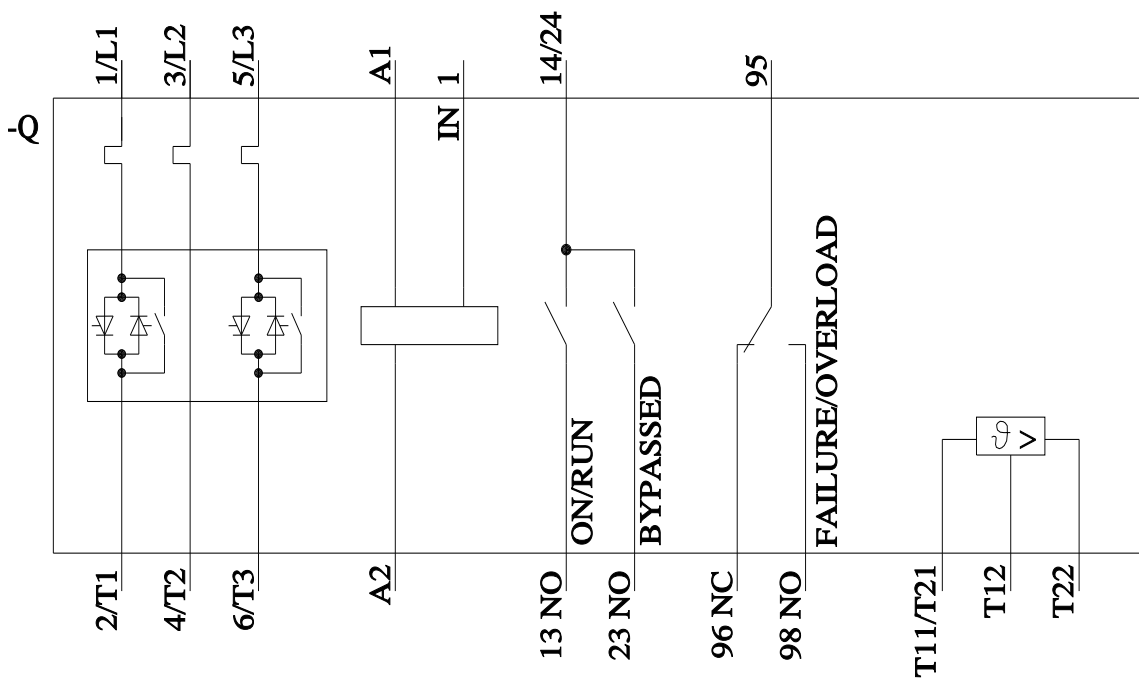 -Q
1/L1
3/L2
5/L3
A1
IN 1
14/24
95
ON/RUN
BYPASSED
FAILURE/OVERLOAD
ϑ >
2/T1
4/T2
6/T3
A2
13 NO
23 NO
96 NC
98 NO
T11/T21
T12
T22